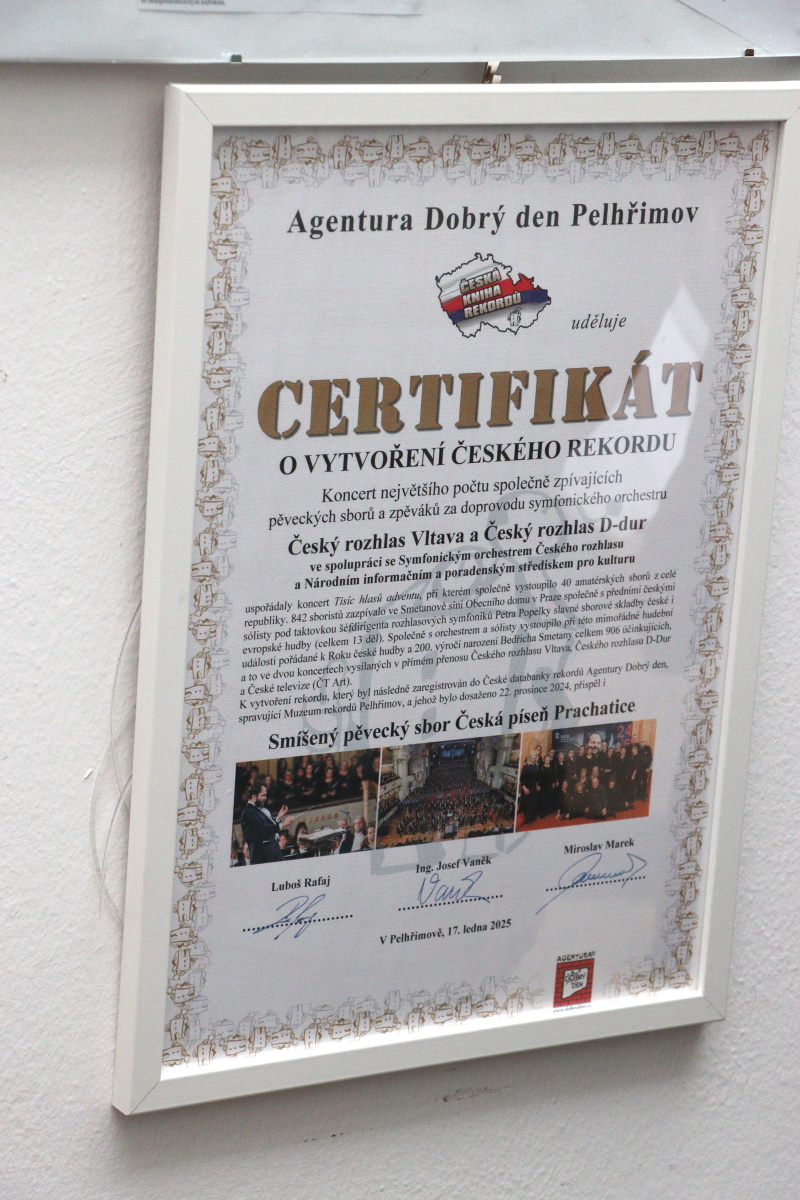 Agentura Dobrý den Pelhřimov
ČESKÁ
KNIHA
REKORDŮ
uděluje
CERTIFIKÁT
O VYTVOŘENÍ ČESKÉHO REKORDU
Koncert největšího počtu společně zpívajících
pěveckých sborů a zpěváků za doprovodu symfonického orchestru
Český rozhlas Vltava a Český rozhlas D-dur
ve spolupráci se Symfonickým orchestrem Českého rozhlasu
a Národním informačním a poradenským střediskem pro kulturu
uspořádaly koncert Tisíc hlasů adventu, při kterém společně vystoupilo 40 amatérských sborů z celé
republiky. 842 sboristů zazpívalo ve Smetanově síni Obecního domu v Praze společně s předními českými
sólisty pod taktovkou šéfdirigenta rozhlasových symfoniků Petra Popelky slavné sborové skladby české i
evropské hudby (celkem 13 děl). Společně s orchestrem a sólisty vystoupilo při této mimořádné hudební
události pořádané k Roku české hudby a 200. výročí narození Bedřicha Smetany celkem 906 účinkujících,
a to ve dvou koncertech vysílaných v přímém přenosu Českého rozhlasu Vltava, Českého rozhlasu D-Dur
a České televize (ČT Art).
K vytvoření rekordu, který byl následně zaregistrován do České databanky rekordů Agentury Dobrý den,
spravující Muzeum rekordů Pelhřimov, a jehož bylo dosaženo 22. prosince 2024, přispěl i
Smíšený pěvecký sbor Česká píseň Prachatice
Luboš Rafaj
Ing. Josef Vaněk
Miroslav Marek
V Pelhřimově, 17. ledna 2025
AGENTURA
DOBRÝ
DEN